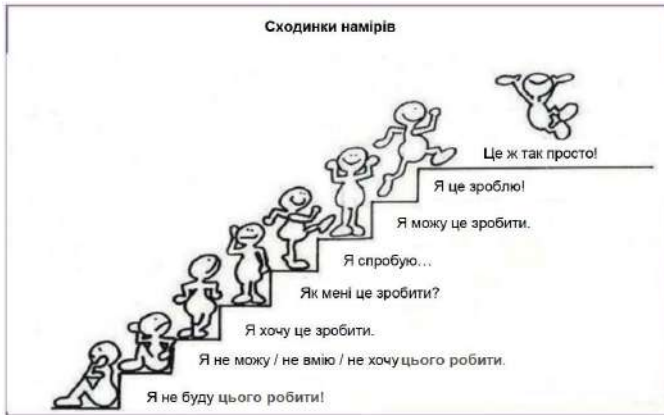 Сходинки намірів
Це ж так просто!
Я це зроблю!
Я можу це зробити.
Я спробую…
Як мені це зробити?
Я хочу це зробити.
Я не можу / не вмію / не хочу цього робити.
Я не буду цього робити!